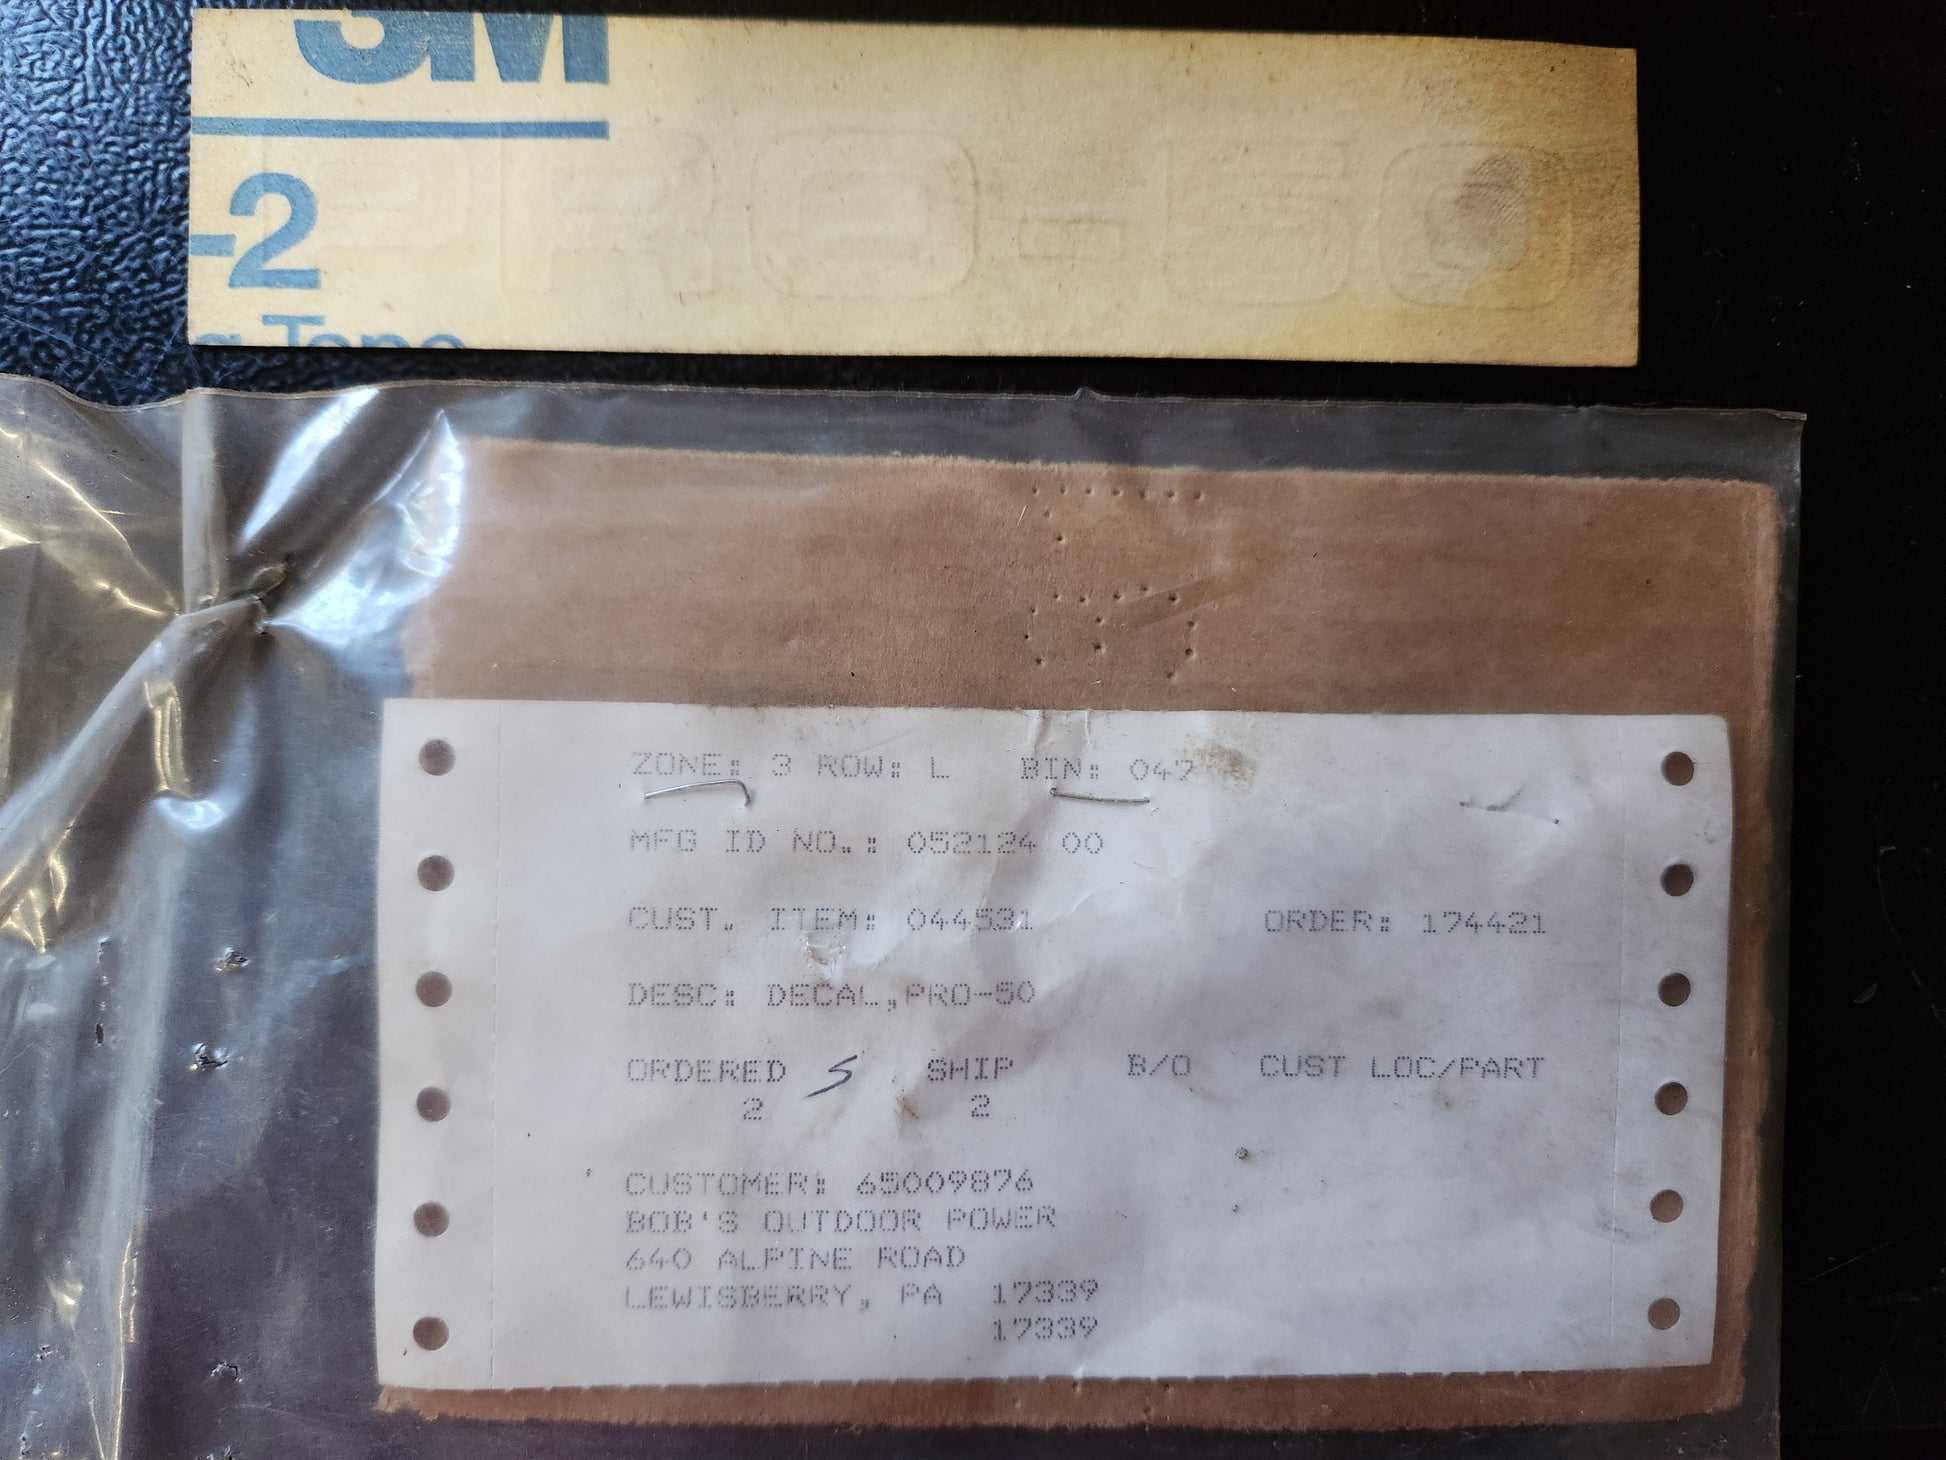 3M
-2
g Tape
PRO-50
ZONE: 3 ROW: L BIN: 047
MFG ID NO.: 052124 00
CUST. ITEM: 044531 ORDER: 174421
DESC: DECAL,PRO-50
ORDERED S SHIP B/O CUST LOC/PART
2 2
CUSTOMER: 65009876
BOB'S OUTDOOR POWER
640 ALPINE ROAD
LEWISBERRY, PA 17339
17339